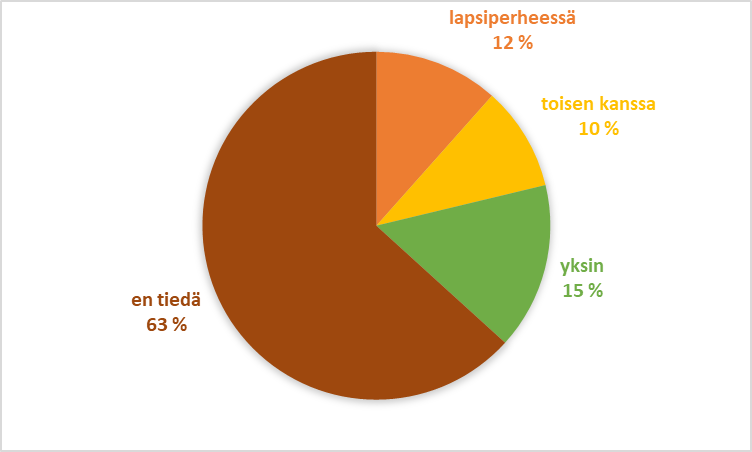 lapsiperheessä
12 %
toisen kanssa
10 %
yksin
15 %
en tiedä
63 %